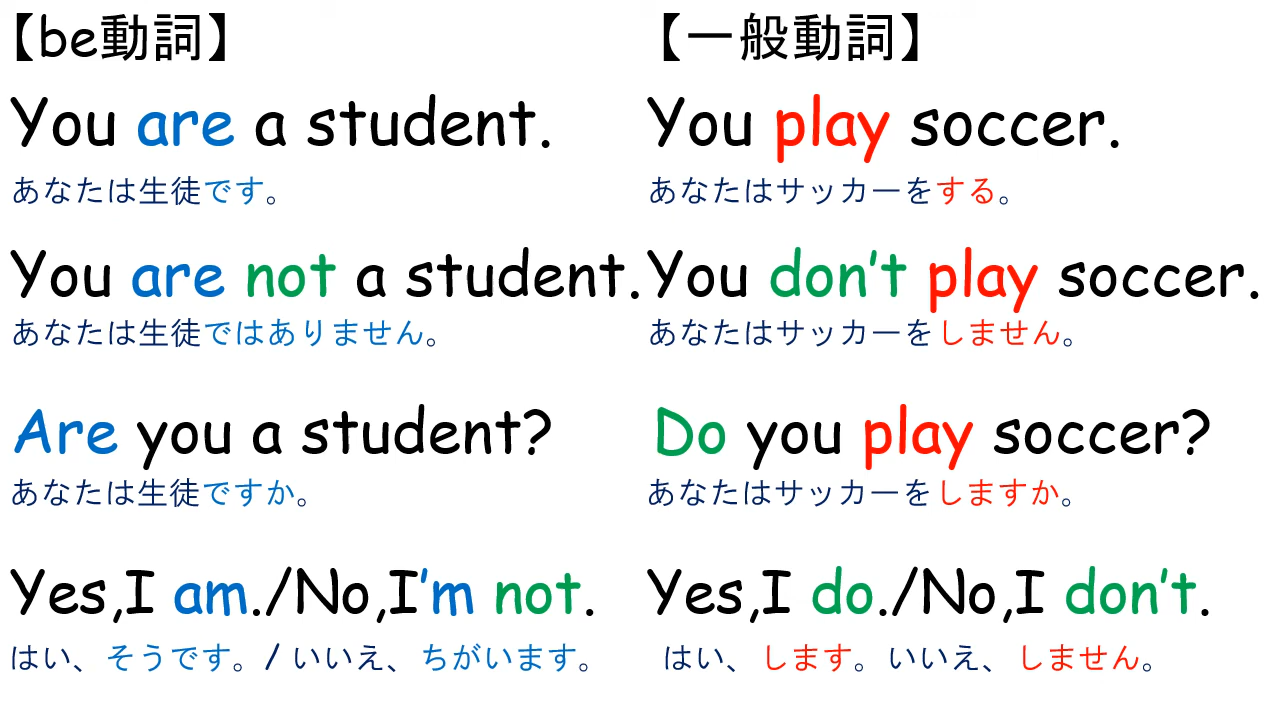 【be動詞】
You are a student.
あなたは生徒です。
You are not a student.
あなたは生徒ではありません。
Are you a student?
あなたは生徒ですか。
Yes,I am./No,I'm not.
はい、そうです。/ いいえ、ちがいます。
【一般動詞】
You play soccer.
あなたはサッカーをする。
You don't play soccer.
あなたはサッカーをしません。
Do you play soccer?
あなたはサッカーをしますか。
Yes,I do./No,I don't.
はい、します。いいえ、しません。